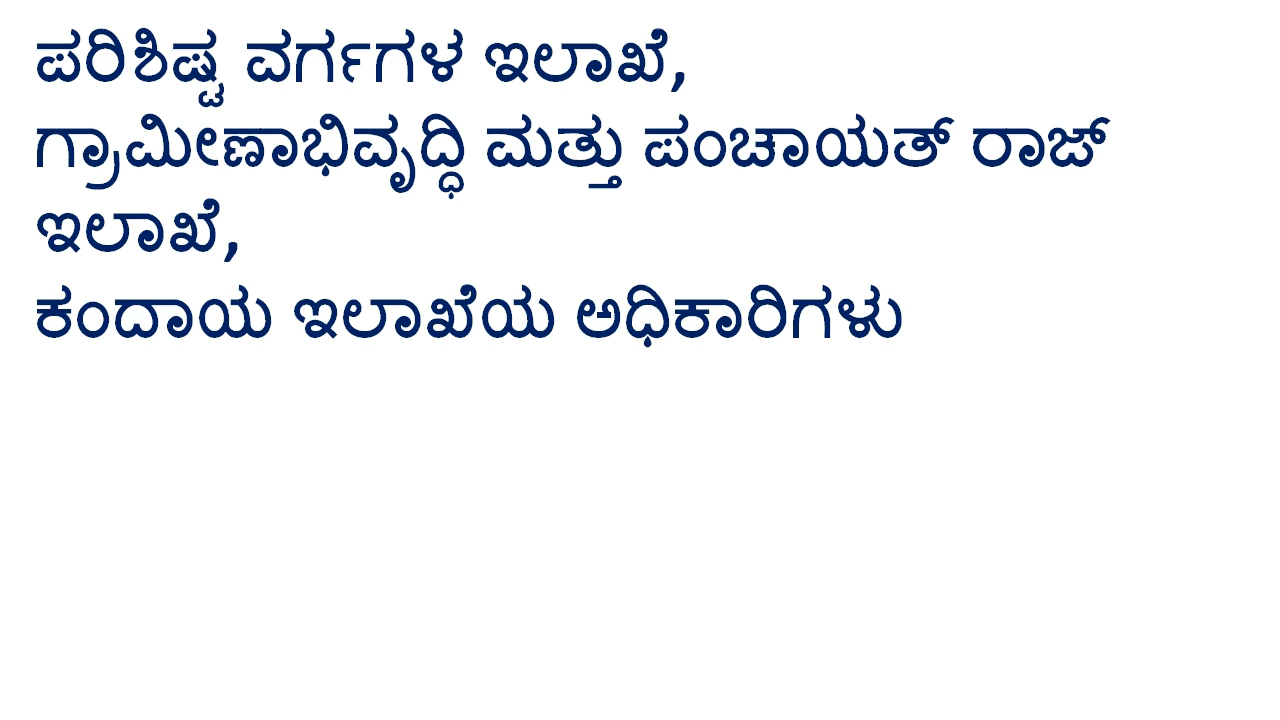 ಪರಿಶಿಷ್ಟ ವರ್ಗಗಳ ಇಲಾಖೆ,
ಗ್ರಾಮೀಣಾಭಿವೃದ್ಧಿ ಮತ್ತು ಪಂಚಾಯತ್ ರಾಜ್
ಇಲಾಖೆ,
ಕಂದಾಯ ಇಲಾಖೆಯ ಅಧಿಕಾರಿಗಳು